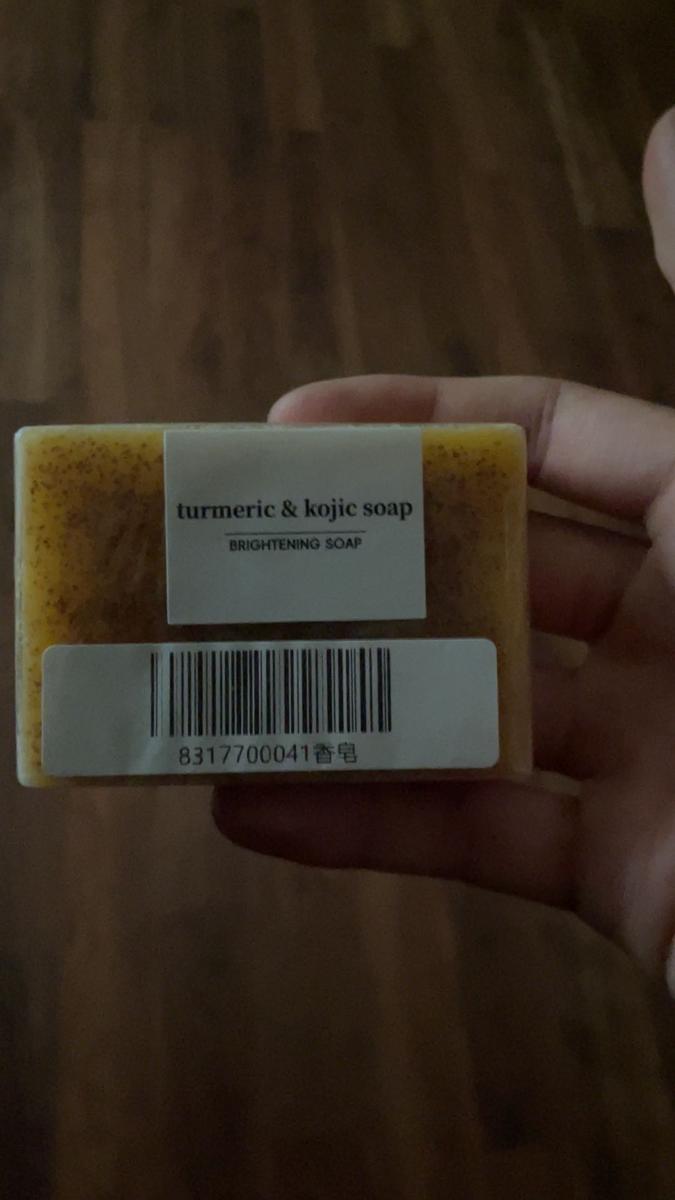 turmeric & kojic soap
BRIGHTENING SOAP
8317700041香皂